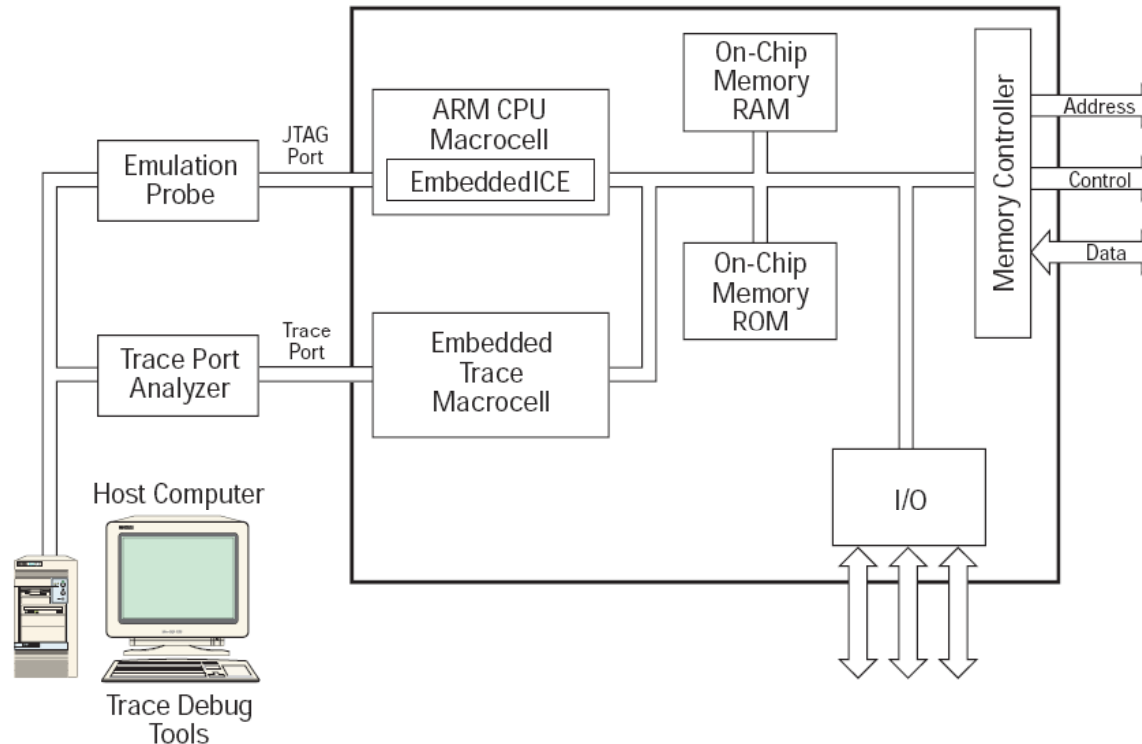 On-Chip
Memory
RAM
ARM CPU
Macrocell
EmbeddedICE
JTAG
Port
Emulation
Probe
Memory Controller
Address
Control
Data
On-Chip
Memory
ROM
Trace
Port
Trace Port
Analyzer
Embedded
Trace
Macrocell
Host Computer
I/O
Trace Debug
Tools